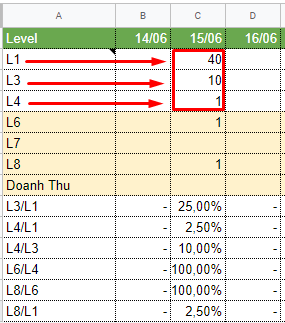 A B C D
Level 14/06 15/06 16/06
L1 40
L3 10
L4 1
L6 1
L7
L8 1
Doanh Thu
L3/L1 - 25,00% -
L4/L1 - 2,50% -
L4/L3 - 10,00% -
L6/L4 - 100,00% -
L8/L6 - 100,00% -
L8/L1 - 2,50% -